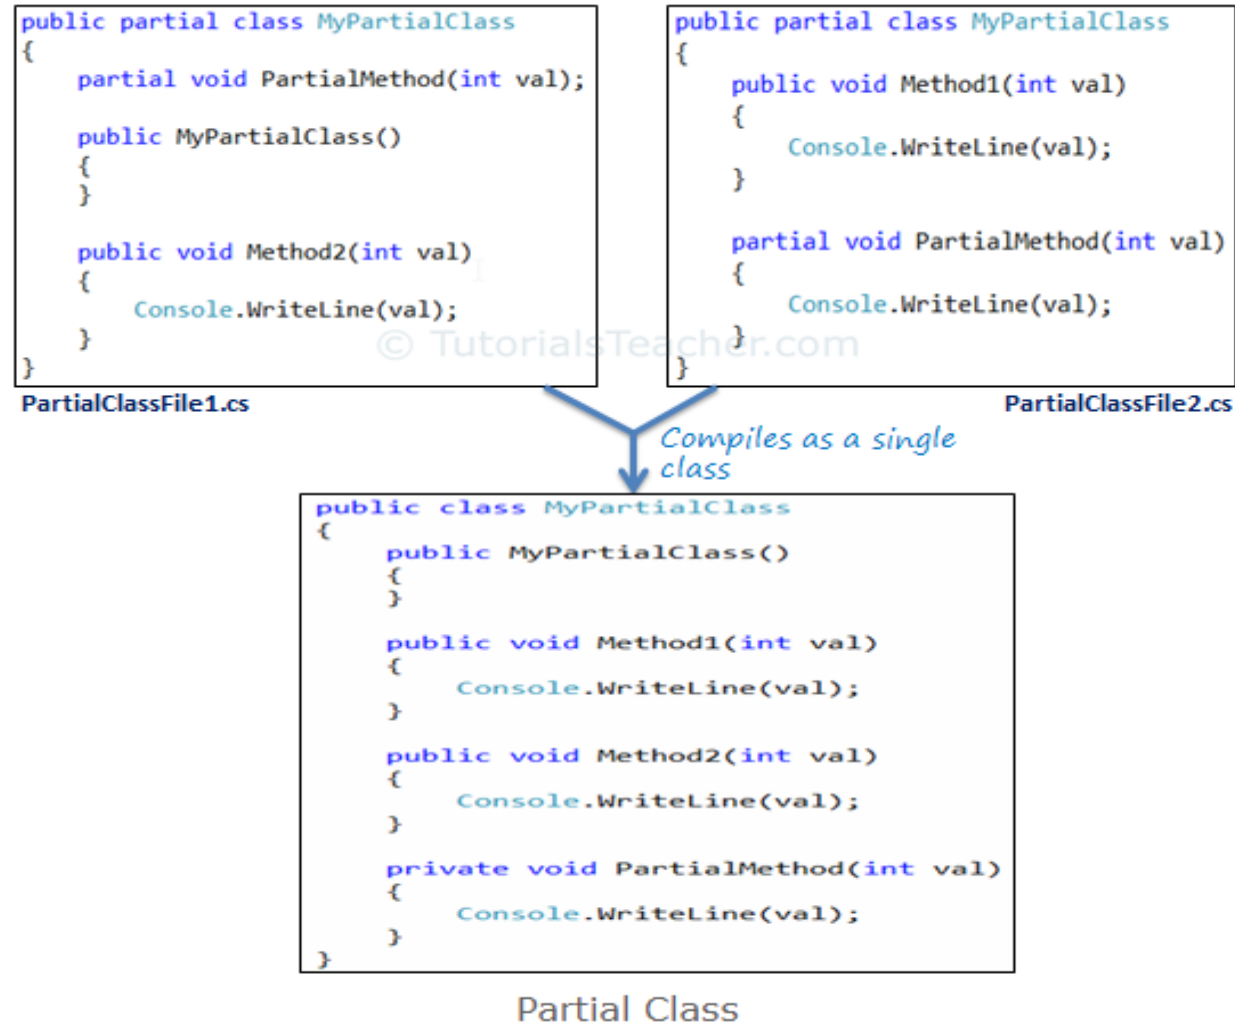 public partial class MyPartialClass
{
partial void PartialMethod(int val);
public MyPartialClass()
{
}
public void Method2(int val)
{
Console.WriteLine(val);
}
}
PartialClassFile1.cs
public partial class MyPartialClass
{
public void Method1(int val)
{
Console.WriteLine(val);
}
partial void PartialMethod(int val)
{
Console.WriteLine(val);
}
}
PartialClassFile2.cs
© TutorialsTeacher.com
Compiles as a single
class
public class MyPartialClass
{
public MyPartialClass()
{
}
public void Method1(int val)
{
Console.WriteLine(val);
}
public void Method2(int val)
{
Console.WriteLine(val);
}
private void PartialMethod(int val)
{
Console.WriteLine(val);
}
}
Partial Class